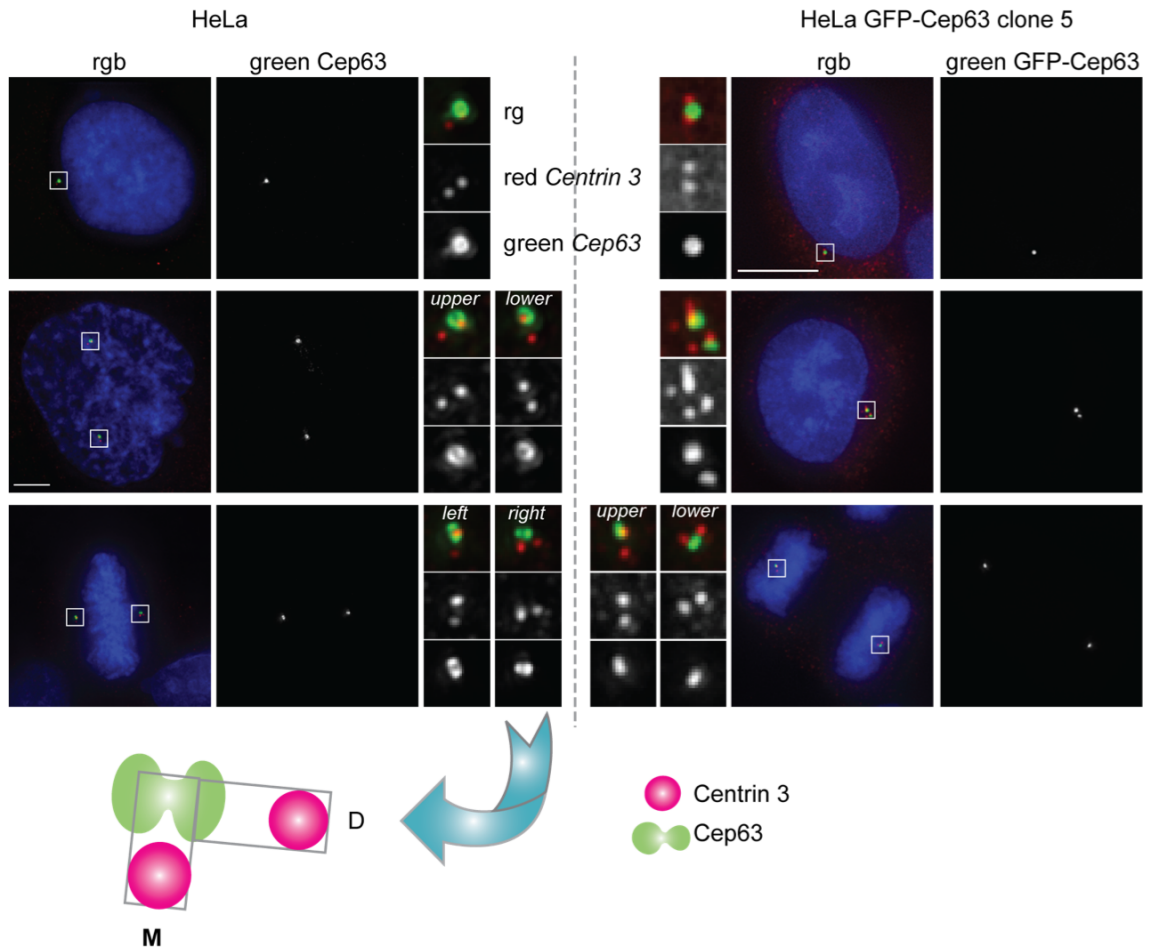 HeLa
HeLa GFP-Cep63 clone 5
rgb
green Cep63
rgb
green GFP-Cep63
rg
red Centrin 3
green Cep63
upper
lower
left
right
upper
lower
D
M
Centrin 3
Cep63